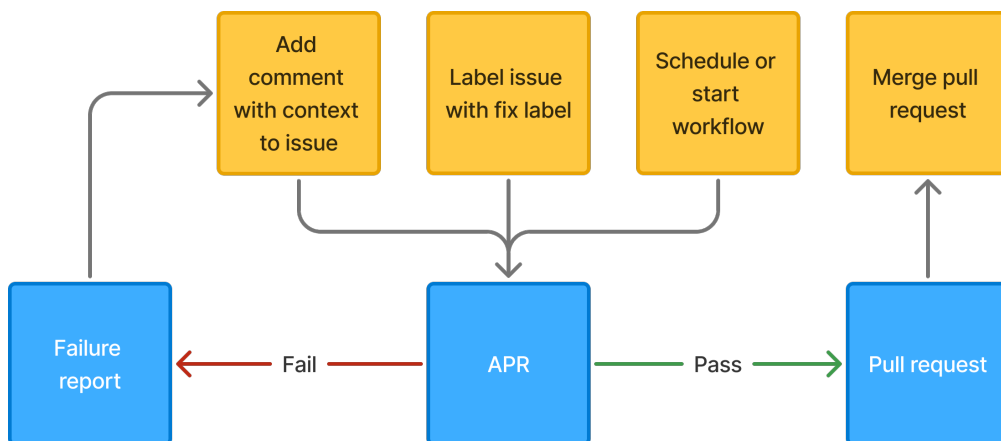 Add
comment
with context
to issue
Label issue
with fix label
Schedule or
start
workflow
Merge pull
request
Failure
report
Fail
APR
Pass
Pull request